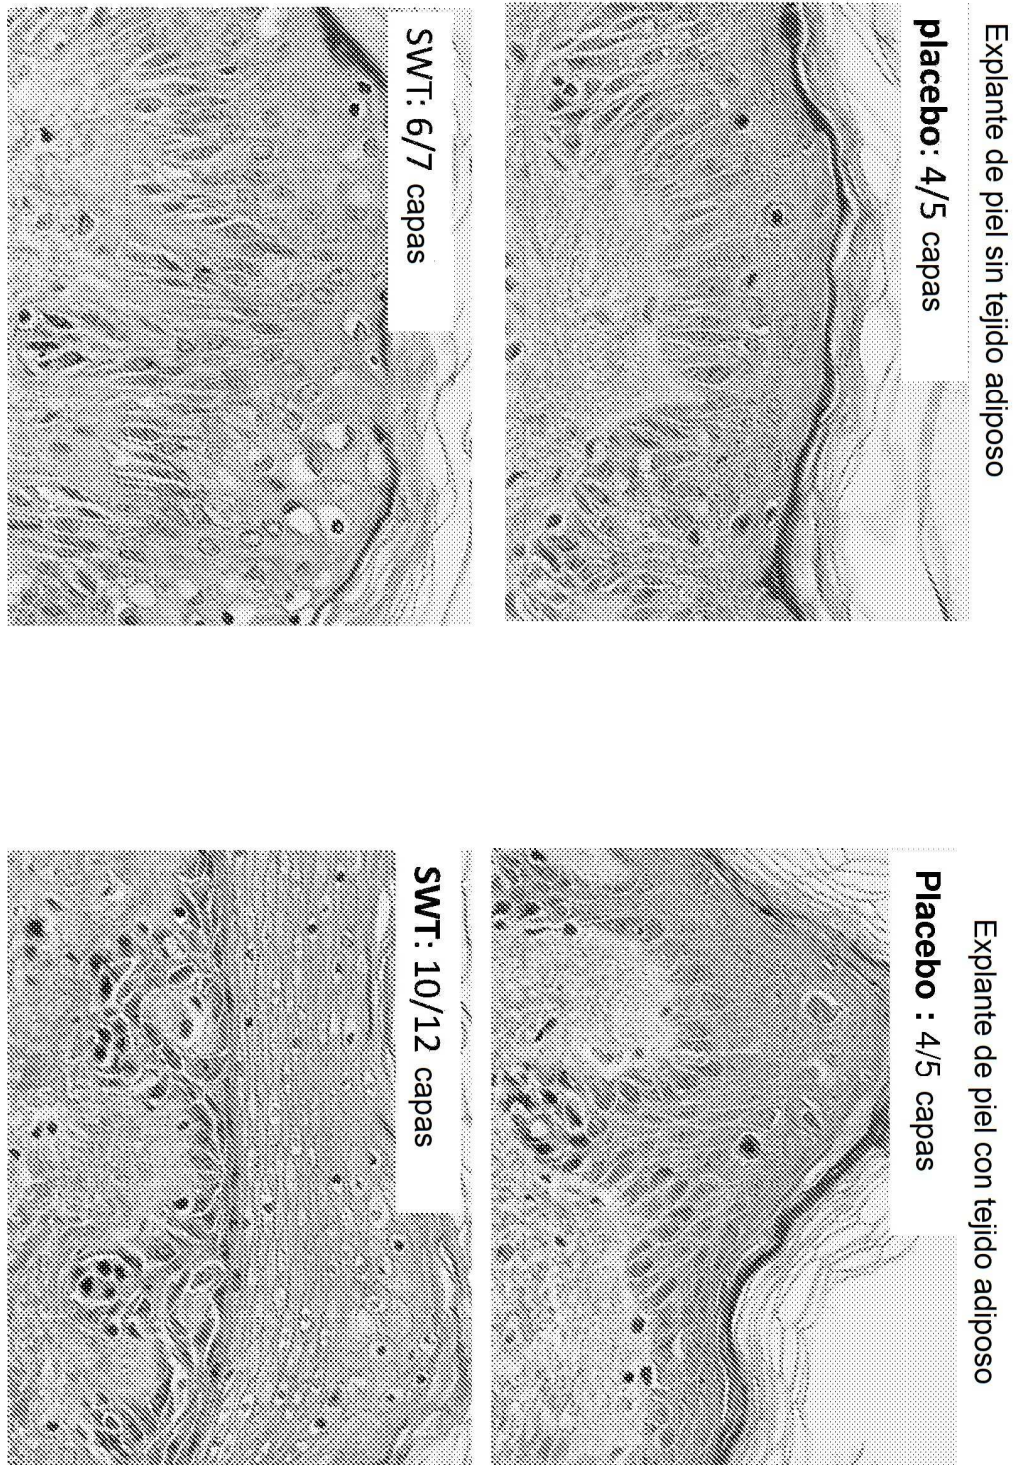 Explante de piel sin tejido adiposo
placebo: 4/5 capas
SWT: 6/7 capas
Explante de piel con tejido adiposo
Placebo : 4/5 capas
SWT: 10/12 capas